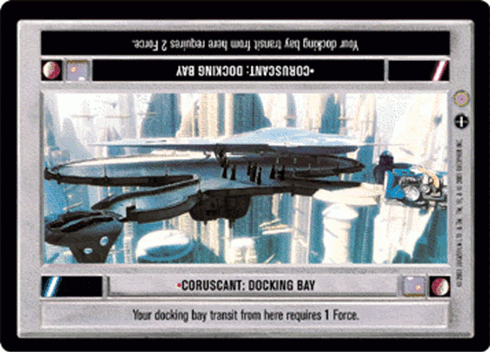 Your docking bay transit from here requires 2 Force.
•CORUSCANT: DOCKING BAY
•CORUSCANT: DOCKING BAY
Your docking bay transit from here requires 1 Force.